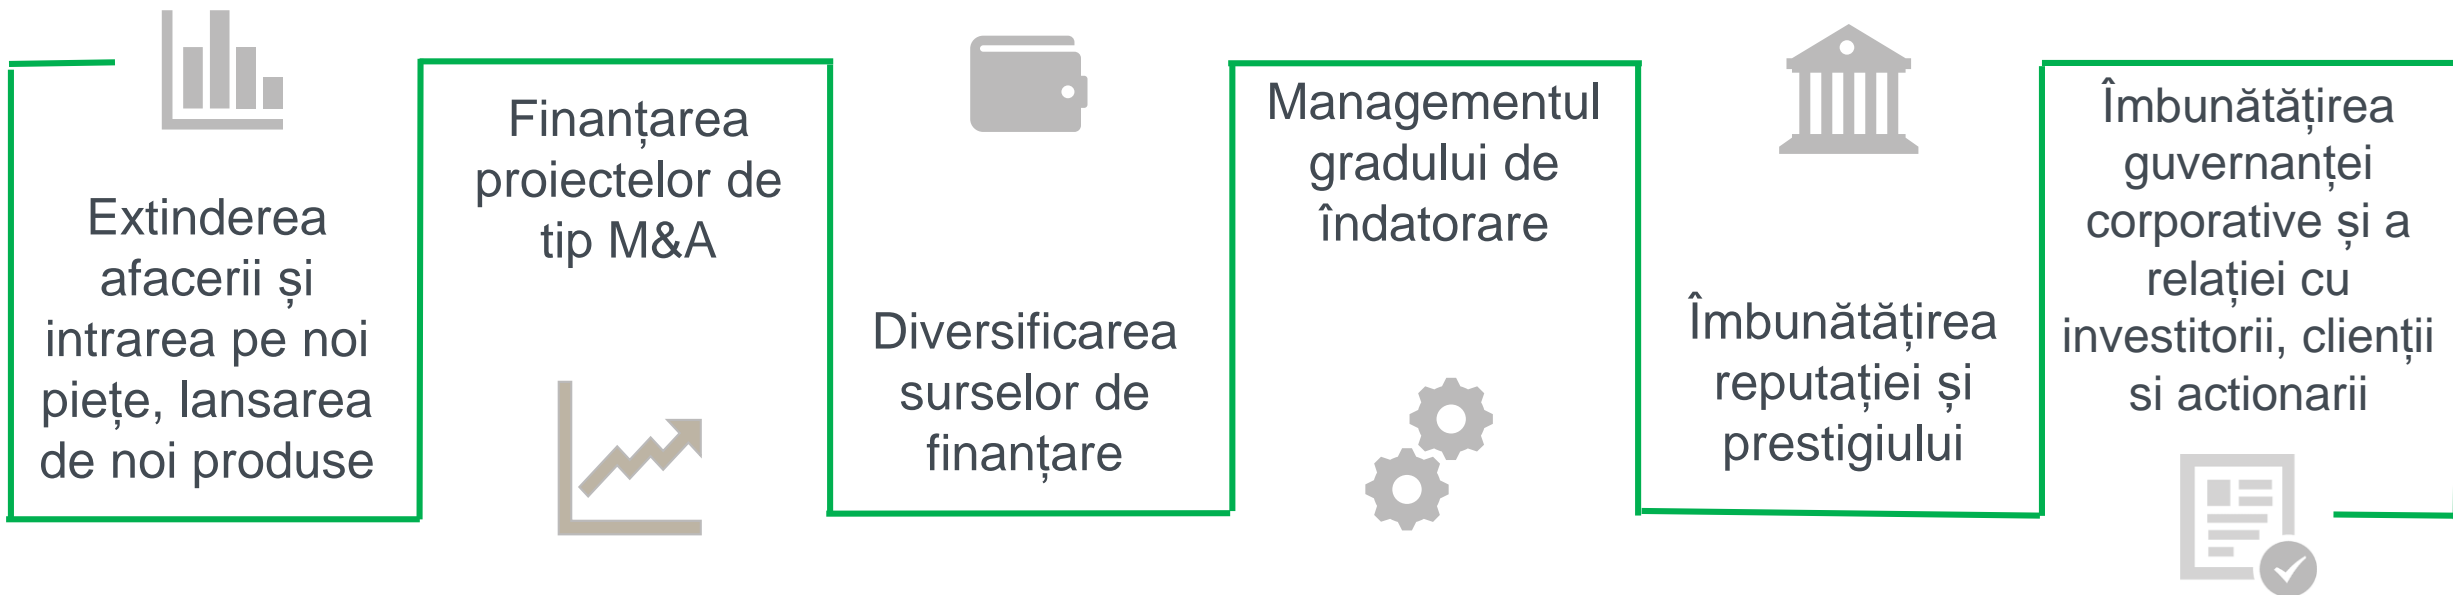 Extinderea
afacerii și
intrarea pe noi
piețe, lansarea
de noi produse
Finanțarea
proiectelor de
tip M&A
Diversificarea
surselor de
finanțare
Managementul
gradului de
îndatorare
Îmbunătățirea
reputației și
prestigiului
Îmbunătățirea
guvernanței
corporative și a
relației cu
investitorii, clienții
si actionarii